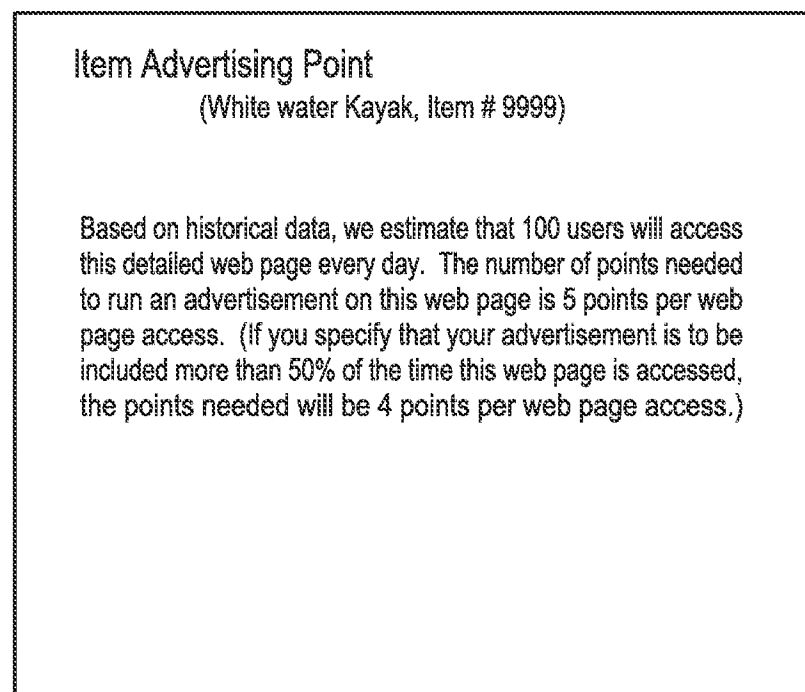 Item Advertising Point
(White water Kayak, Item # 9999)
Based on historical data, we estimate that 100 users will access
this detailed web page every day. The number of points needed
to run an advertisement on this web page is 5 points per web
page access. (If you specify that your advertisement is to be
included more than 50% of the time this web page is accessed,
the points needed will be 4 points per web page access.)